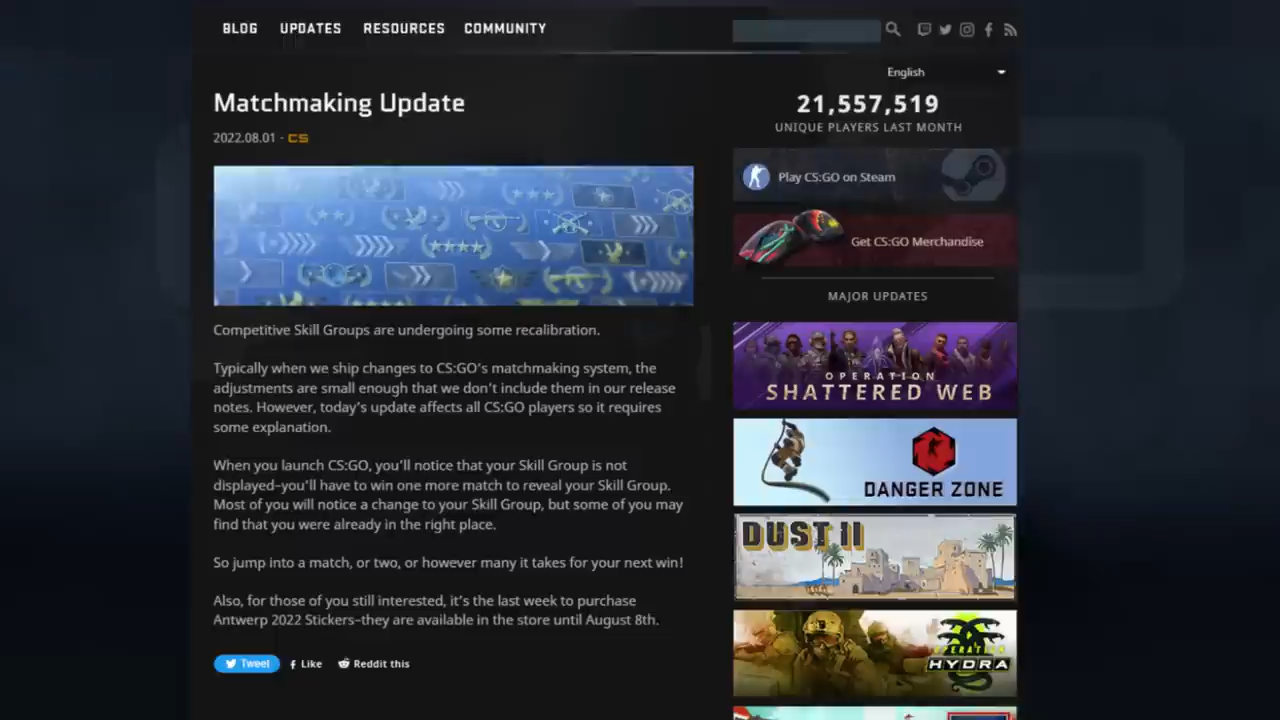 BLOG UPDATES RESOURCES COMMUNITY
English
Matchmaking Update
2022.08.01 - CS
Competitive Skill Groups are undergoing some recalibration.
Typically when we ship changes to CS:GO's matchmaking system, the
adjustments are small enough that we don't include them in our release
notes. However, today's update affects all CS:GO players so it requires
some explanation.
When you launch CS:GO, you'll notice that your Skill Group is not
displayed–you'll have to win one more match to reveal your Skill Group.
Most of you will notice a change to your Skill Group, but some of you may
find that you were already in the right place.
So jump into a match, or two, or however many it takes for your next win!
Also, for those of you still interested, it's the last week to purchase
Antwerp 2022 Stickers–they are available in the store until August 8th.
Tweet Like Reddit this
21,557,519
UNIQUE PLAYERS LAST MONTH
Play CS:GO on Steam
Get CS:GO Merchandise
MAJOR UPDATES
OPERATION
SHATTERED WEB
DANGER ZONE
DUST II
OPERATION
HYDRA